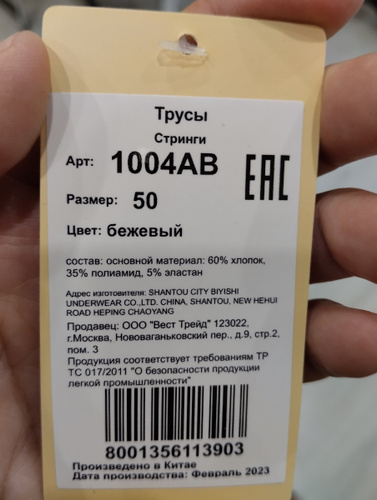 Трусы
Стринги
Арт: 1004АВ
ЕАС
Размер: 50
Цвет: бежевый
состав: основной материал: 60% хлопок,
35% полиамид, 5% эластан
Адрес изготовителя: SHANTOU CITY BIYISHI
UNDERWEAR CO.,LTD. CHINA, SHANTOU, NEW HEHUI
ROAD HEPING CHAOYANG
Продавец: ООО "Вест Трейд" 123022,
г.Москва, Нововаганьковский пер., д.9, стр.2,
пом. 3
Продукция соответствует требованиям ТР
ТС 017/2011 "О безопасности продукции
легкой промышленности"
8001356113903
Произведено в Китае
Дата производства: Февраль 2023